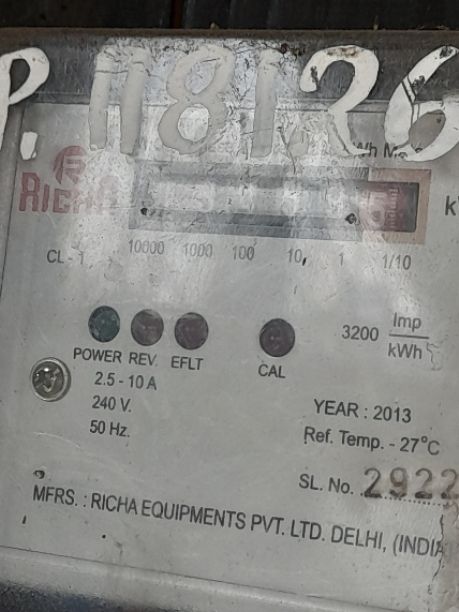 P. 118126
Wh M
RICHA
k
CL - 1 10000 1000 100 10 1 1/10
3200 Imp/kWh
POWER REV. EFLT CAL
2.5 - 10 A
240 V.
50 Hz.
YEAR : 2013
Ref. Temp. - 27°C
SL. No. 2922
MFRS. : RICHA EQUIPMENTS PVT. LTD. DELHI, (INDIA